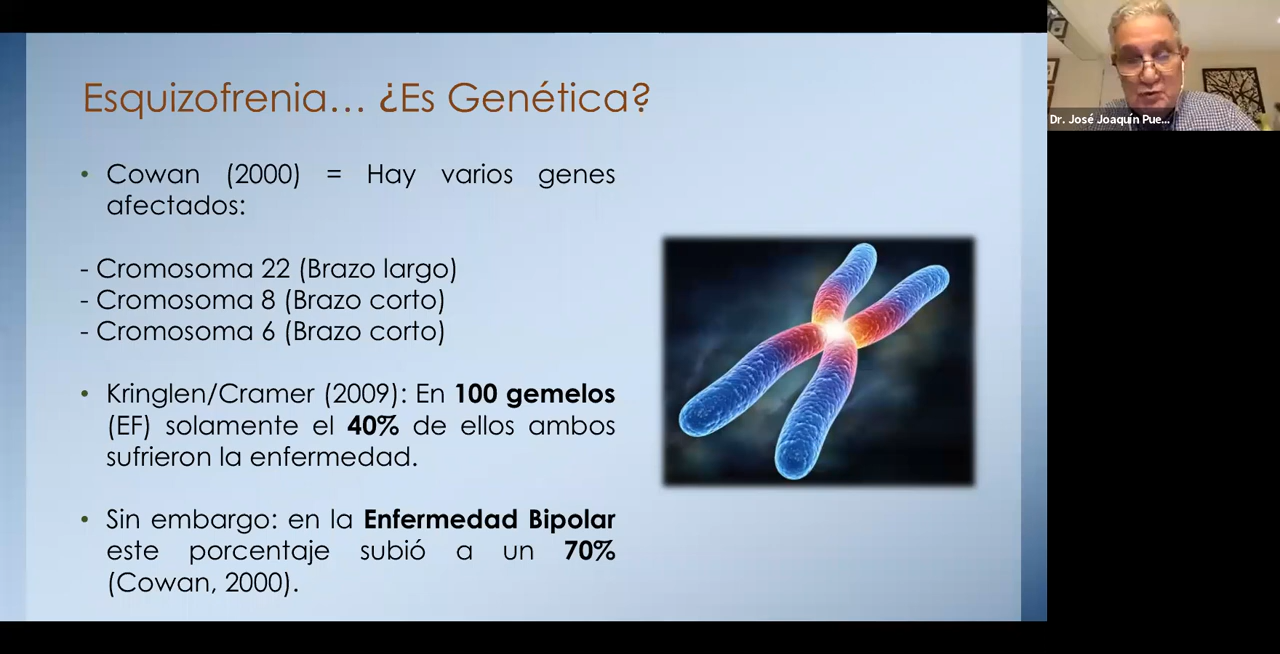 Esquizofrenia... ¿Es Genética?
• Cowan (2000) = Hay varios genes
afectados:
- Cromosoma 22 (Brazo largo)
- Cromosoma 8 (Brazo corto)
- Cromosoma 6 (Brazo corto)
• Kringlen/Cramer (2009): En 100 gemelos
(EF) solamente el 40% de ellos ambos
sufrieron la enfermedad.
• Sin embargo: en la Enfermedad Bipolar
este porcentaje subió a un 70%
(Cowan, 2000).
Dr. José Joaquín Pue...